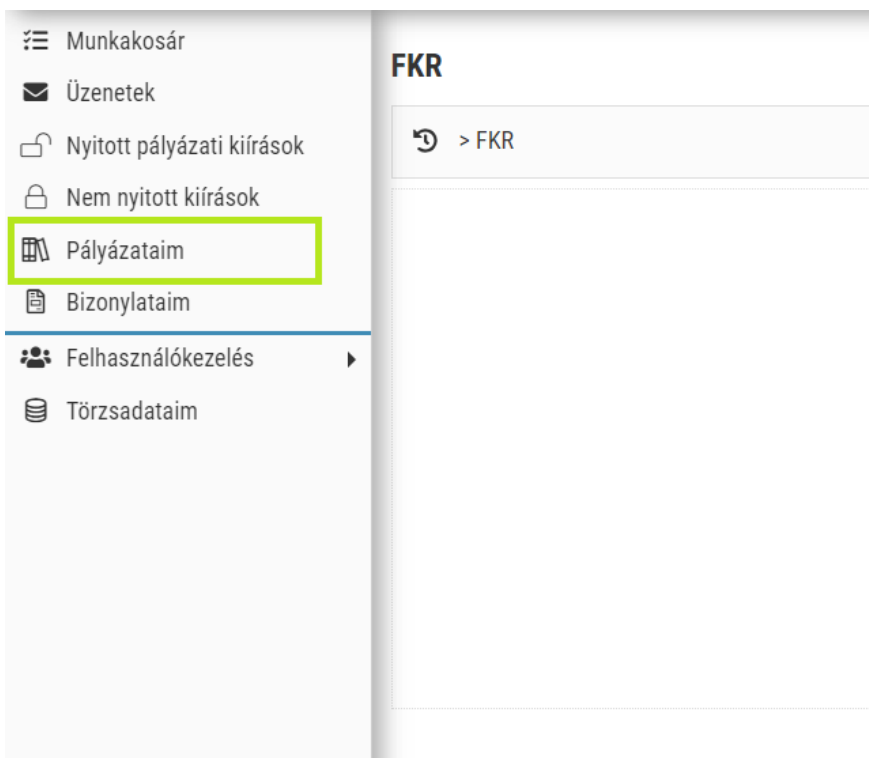 Munkakosár
Üzenetek
Nyitott pályázati kiírások
Nem nyitott kiírások
Pályázataim
Bizonylataim
Felhasználókezelés
Törzsadataim
FKR
> FKR